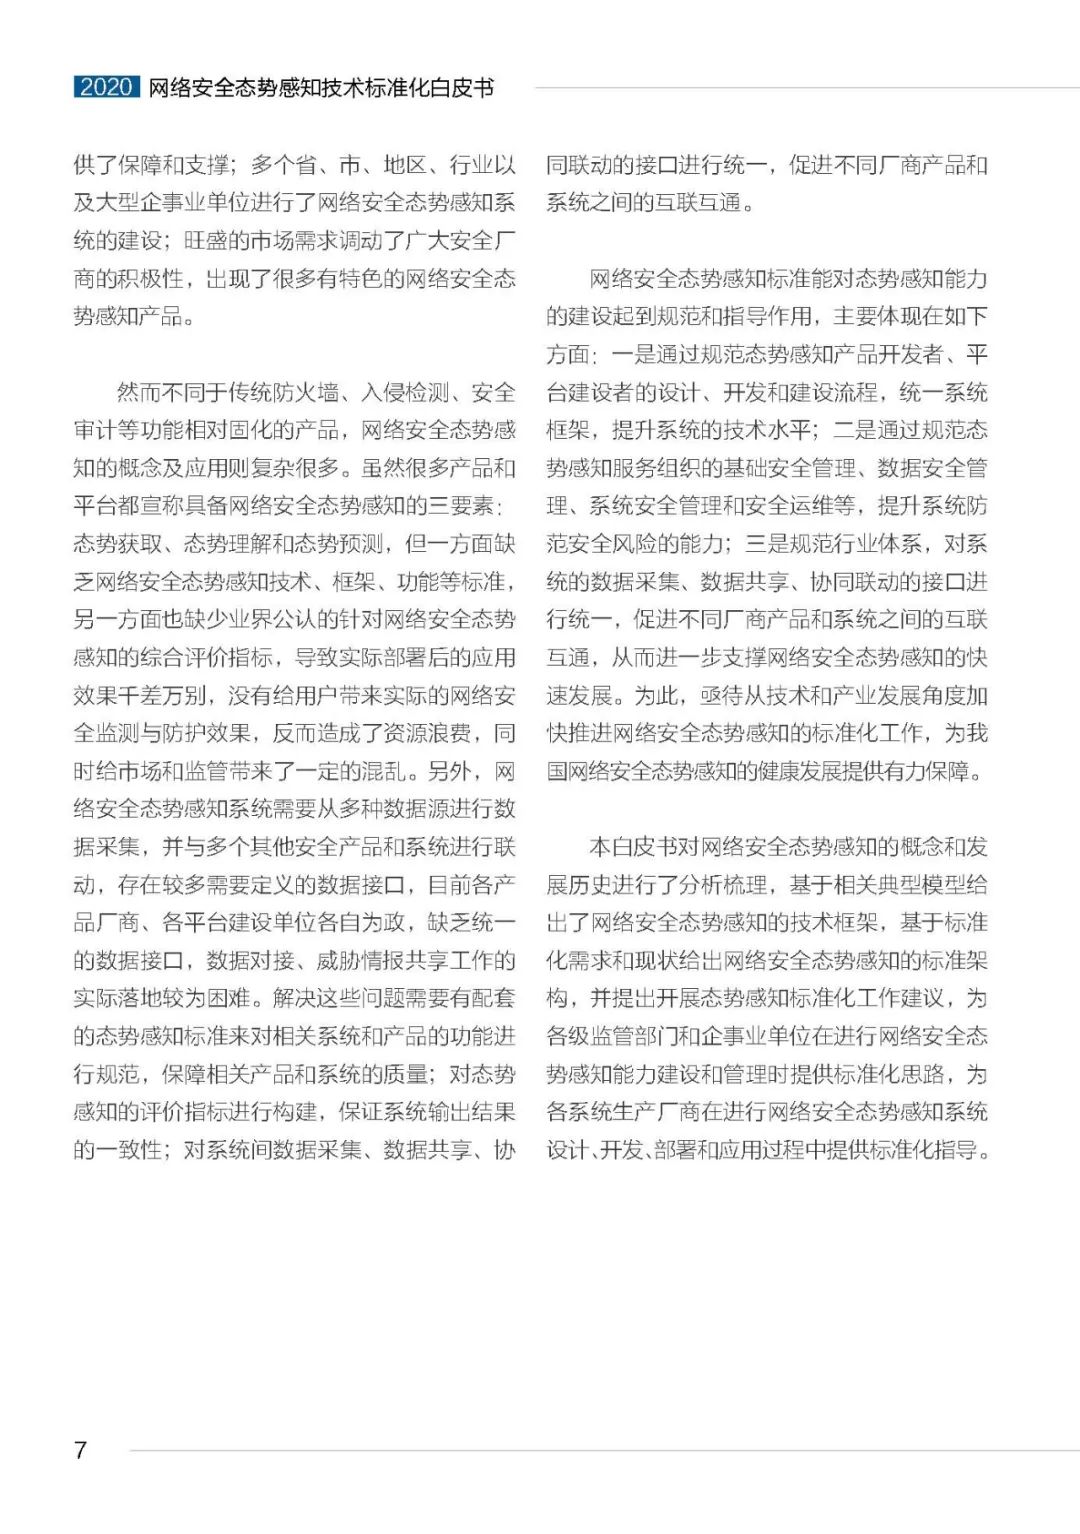 2020 网络安全态势感知技术标准化白皮书
供了保障和支撑；多个省、市、地区、行业以
及大型企事业单位进行了网络安全态势感知系
统的建设；旺盛的市场需求调动了广大安全厂
商的积极性，出现了很多有特色的网络安全态
势感知产品。
然而不同于传统防火墙、入侵检测、安全
审计等功能相对固化的产品，网络安全态势感
知的概念及应用则复杂很多。虽然很多产品和
平台都宣称具备网络安全态势感知的三要素：
态势获取、态势理解和态势预测，但一方面缺
乏网络安全态势感知技术、框架、功能等标准，
另一方面也缺少业界公认的针对网络安全态势
感知的综合评价指标，导致实际部署后的应用
效果千差万别，没有给用户带来实际的网络安
全监测与防护效果，反而造成了资源浪费，同
时给市场和监管带来了一定的混乱。另外，网
络安全态势感知系统需要从多种数据源进行数
据采集，并与多个其他安全产品和系统进行联
动，存在较多需要定义的数据接口，目前各产
品厂商、各平台建设单位各自为政，缺乏统一
的数据接口，数据对接、威胁情报共享工作的
实际落地较为困难。解决这些问题需要有配套
的态势感知标准来对相关系统和产品的功能进
行规范，保障相关产品和系统的质量；对态势
感知的评价指标进行构建，保证系统输出结果
的一致性；对系统间数据采集、数据共享、协
同联动的接口进行统一，促进不同厂商产品和
系统之间的互联互通。
网络安全态势感知标准能对态势感知能力
的建设起到规范和指导作用，主要体现在如下
方面：一是通过规范态势感知产品开发者、平
台建设者的设计、开发和建设流程，统一系统
框架，提升系统的技术水平；二是通过规范态
势感知服务组织的基础安全管理、数据安全管
理、系统安全管理和安全运维等，提升系统防
范安全风险的能力；三是规范行业体系，对系
统的数据采集、数据共享、协同联动的接口进
行统一，促进不同厂商产品和系统之间的互联
互通，从而进一步支撑网络安全态势感知的快
速发展。为此，亟待从技术和产业发展角度加
快推进网络安全态势感知的标准化工作，为我
国网络安全态势感知的健康发展提供有力保障。
本白皮书对网络安全态势感知的概念和发
展历史进行了分析梳理，基于相关典型模型给
出了网络安全态势感知的技术框架，基于标准
化需求和现状给出网络安全态势感知的标准架
构，并提出开展态势感知标准化工作建议，为
各级监管部门和企事业单位在进行网络安全态
势感知能力建设和管理时提供标准化思路，为
各系统生产厂商在进行网络安全态势感知系统
设计、开发、部署和应用过程中提供标准化指导。
7